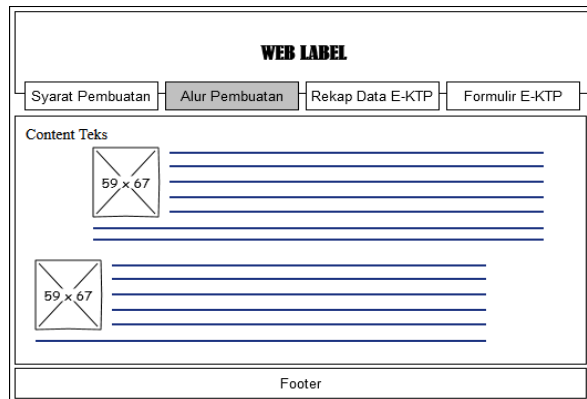 WEB LABEL
Syarat Pembuatan Alur Pembuatan Rekap Data E-KTP Formulir E-KTP
Content Teks
59 x 67
59 x 67
Footer